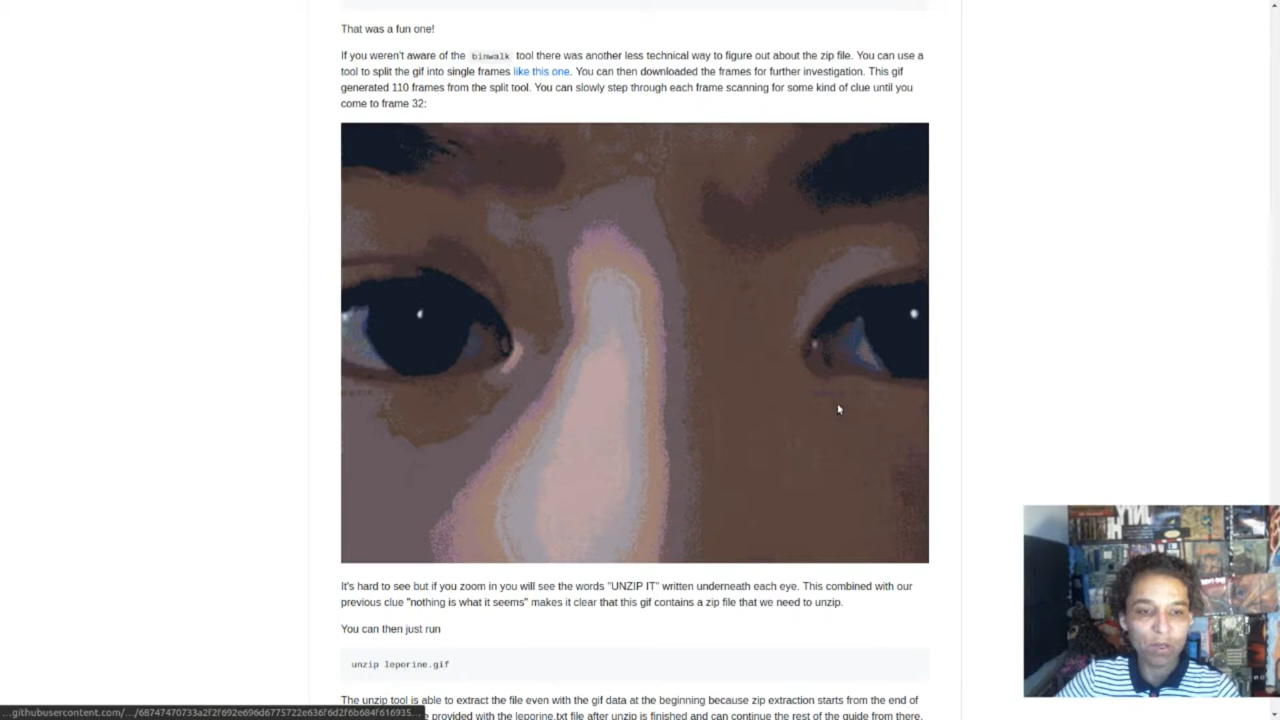 That was a fun one!
If you weren't aware of the binwalk tool there was another less technical way to figure out about the zip file. You can use a
tool to split the gif into single frames like this one. You can then downloaded the frames for further investigation. This gif
generated 110 frames from the split tool. You can slowly step through each frame scanning for some kind of clue until you
come to frame 32:
It's hard to see but if you zoom in you will see the words "UNZIP IT" written underneath each eye. This combined with our
previous clue "nothing is what it seems" makes it clear that this gif contains a zip file that we need to unzip.
You can then just run
unzip leporine.gif
The unzip tool is able to extract the file even with the gif data at the beginning because zip extraction starts from the end of
provided with the leporine.txt file after unzip is finished and can continue the rest of the guide from there.